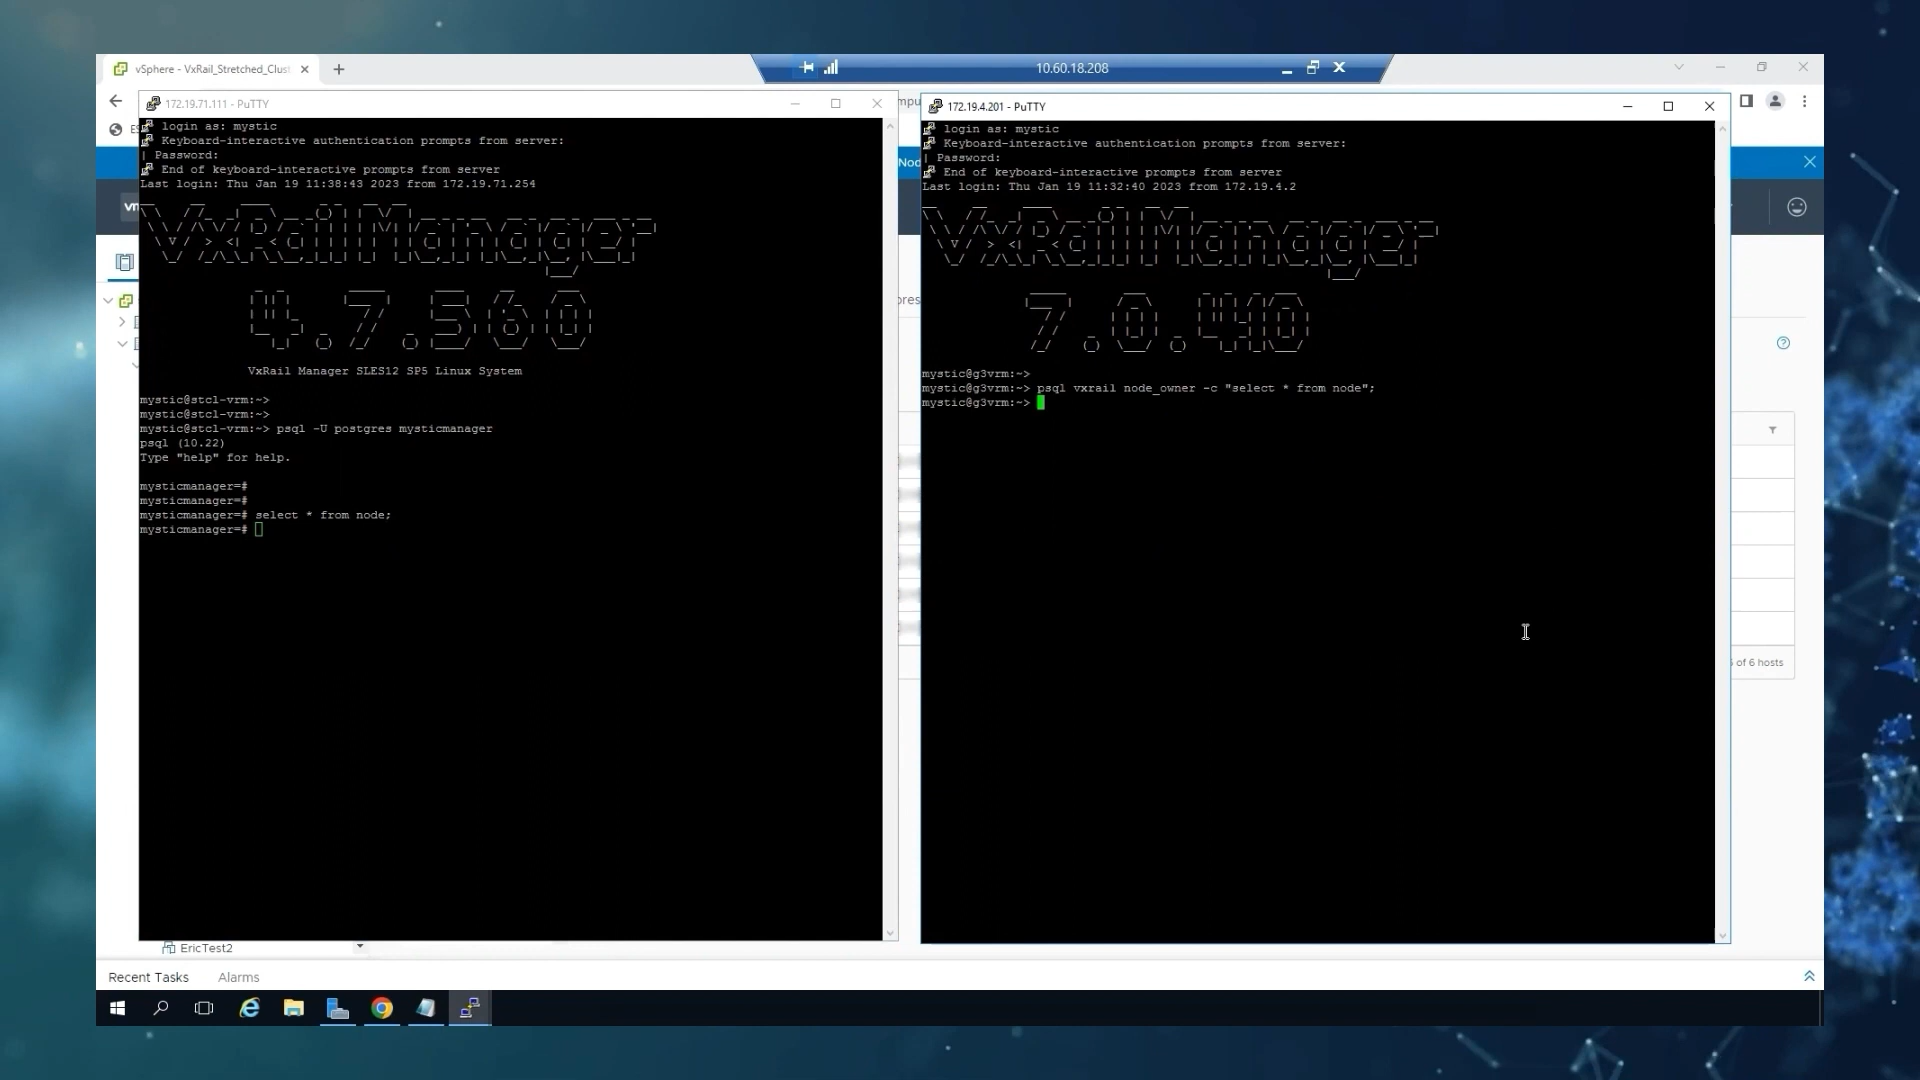 vSphere - VxRail_Stretched_Clust
10.60.18.208
172.19.71.111 - PuTTY
login as: mystic
Keyboard-interactive authentication prompts from server:
| Password:
End of keyboard-interactive prompts from server
Last login: Thu Jan 19 11:38:43 2023 from 172.19.71.254
VxRail Manager
4.7.560
VxRail Manager SLES12 SP5 Linux System
mystic@stcl-vrm:~>
mystic@stcl-vrm:~>
mystic@stcl-vrm:~> psql -U postgres mysticmanager
psql (10.22)
Type "help" for help.
mysticmanager=#
mysticmanager=#
mysticmanager=# select * from node;
mysticmanager=#
172.19.4.201 - PuTTY
login as: mystic
Keyboard-interactive authentication prompts from server:
| Password:
End of keyboard-interactive prompts from server
Last login: Thu Jan 19 11:32:40 2023 from 172.19.4.2
VxRail Manager
7.0.410
mystic@g3vrm:~>
mystic@g3vrm:~> psql vxrail node_owner -c "select * from node";
mystic@g3vrm:~>
of 6 hosts
EricTest2
Recent Tasks Alarms